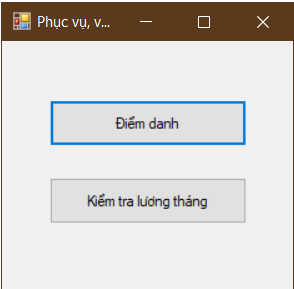 Phục vụ, v...
Điểm danh
Kiểm tra lương tháng